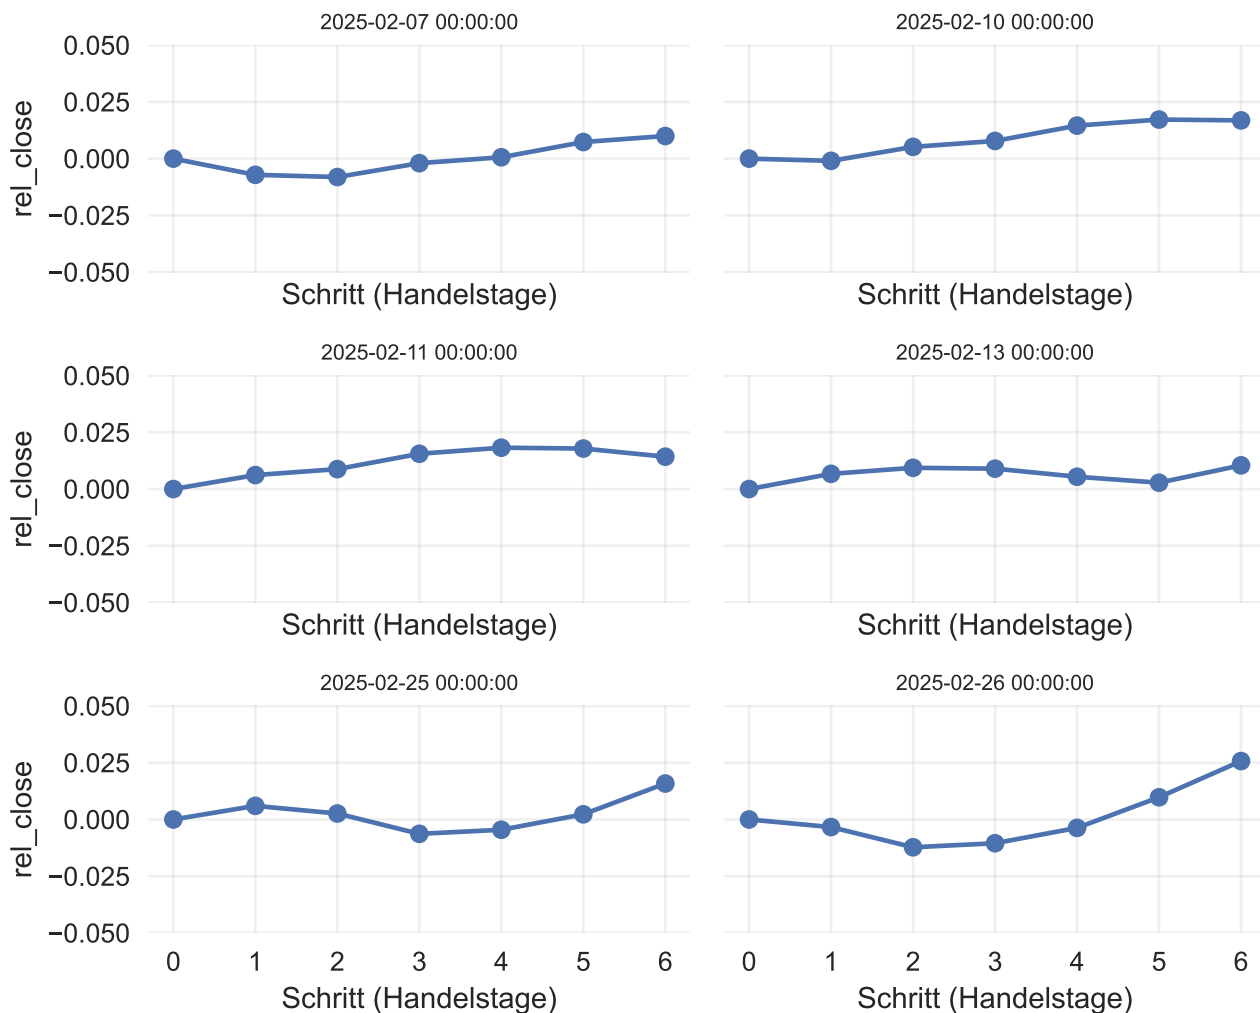 2025-02-07 00:00:00
2025-02-10 00:00:00
0.050
0.025
0.000
−0.025
−0.050
rel_close
Schritt (Handelstage)
Schritt (Handelstage)
2025-02-11 00:00:00
2025-02-13 00:00:00
0.050
0.025
0.000
−0.025
−0.050
rel_close
Schritt (Handelstage)
Schritt (Handelstage)
2025-02-25 00:00:00
2025-02-26 00:00:00
0.050
0.025
0.000
−0.025
−0.050
rel_close
0 1 2 3 4 5 6
0 1 2 3 4 5 6
Schritt (Handelstage)
Schritt (Handelstage)